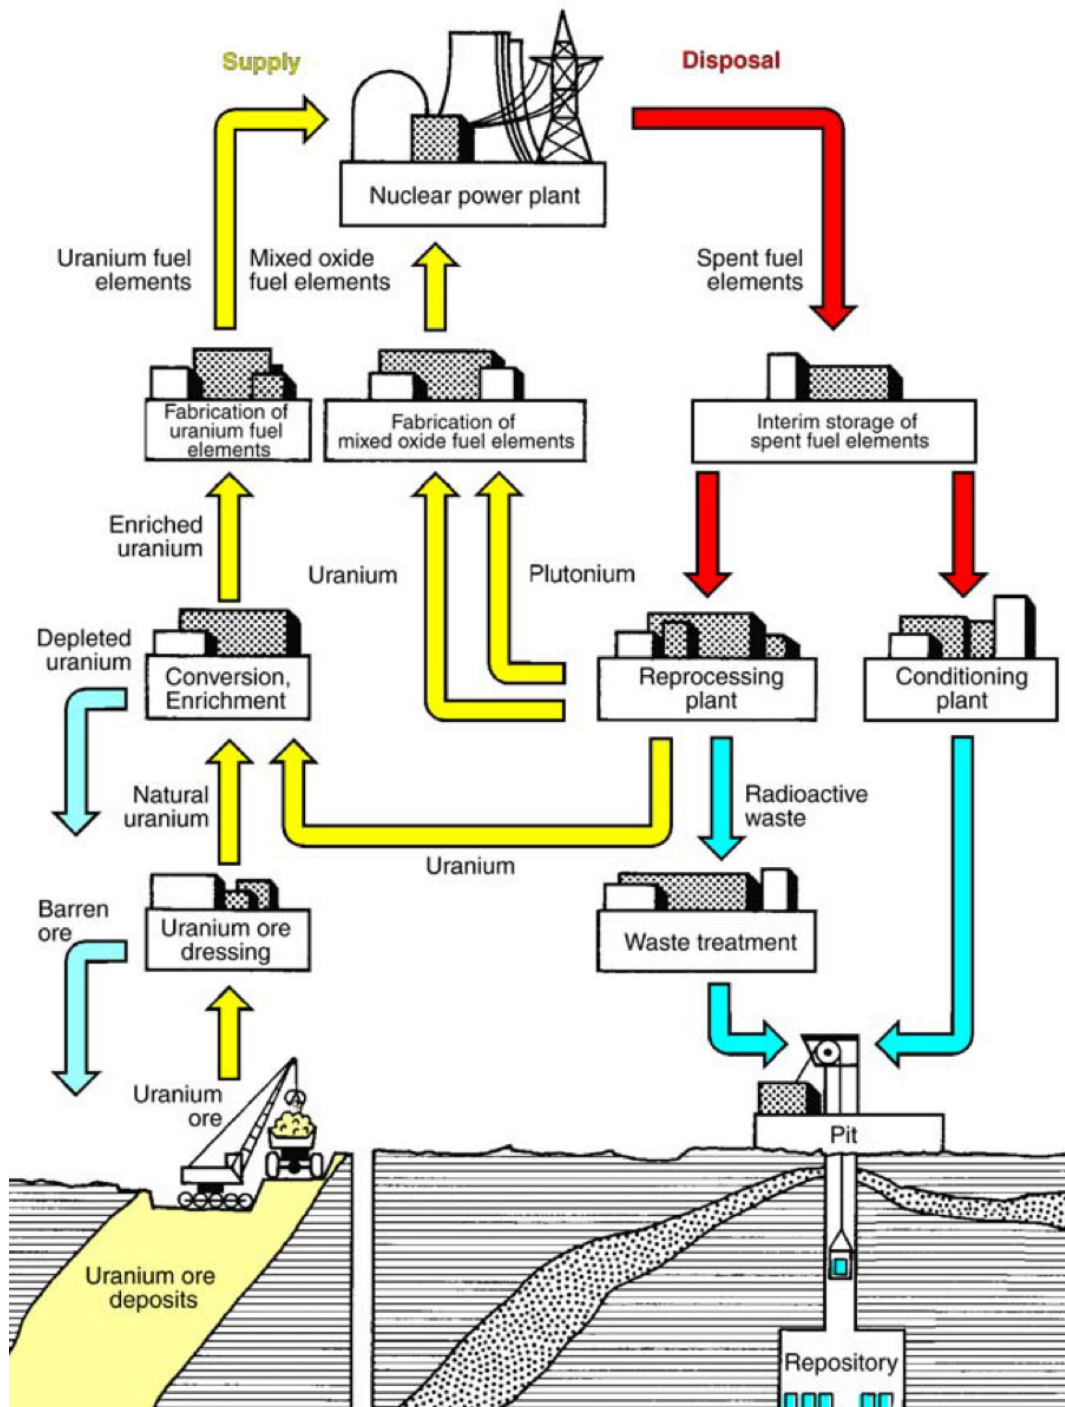 Supply
Disposal
Nuclear power plant
Uranium fuel
elements
Mixed oxide
fuel elements
Spent fuel
elements
Fabrication of
uranium fuel
elements
Fabrication of
mixed oxide fuel elements
Interim storage of
spent fuel elements
Enriched
uranium
Uranium
Plutonium
Depleted
uranium
Conversion,
Enrichment
Reprocessing
plant
Conditioning
plant
Natural
uranium
Radioactive
waste
Uranium
Barren
ore
Uranium ore
dressing
Waste treatment
Uranium
ore
Pit
Uranium ore
deposits
Repository